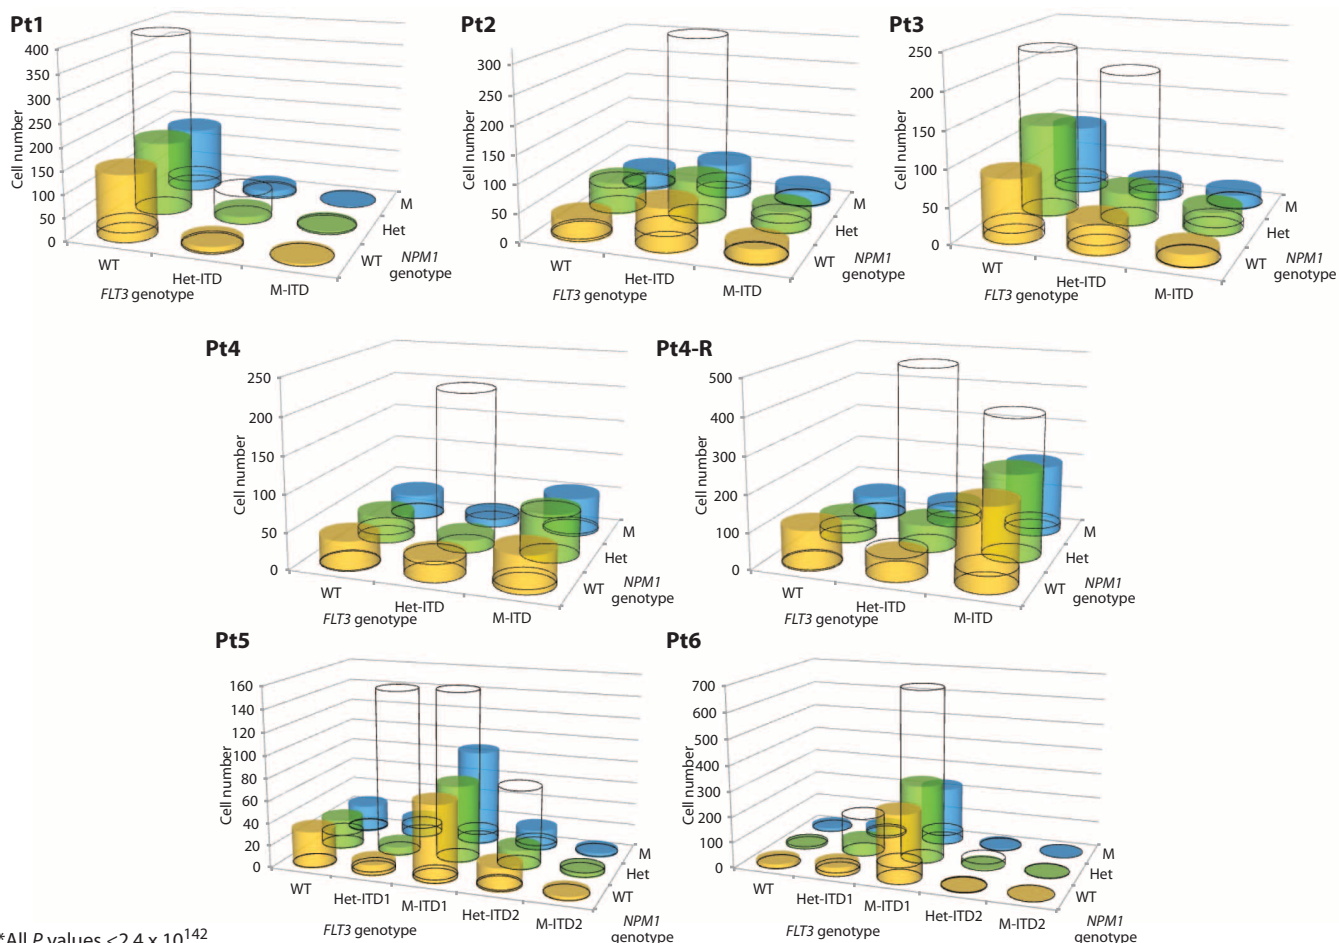 Pt1
Pt2
Pt3
Cell number
400
350
300
250
200
150
100
50
0
WT
Het-ITD
M-ITD
FLT3 genotype
M
Het
WT
NPM1
genotype
Cell number
300
250
200
150
100
50
0
WT
Het-ITD
M-ITD
FLT3 genotype
M
Het
WT
NPM1
genotype
Cell number
250
200
150
100
50
0
WT
Het-ITD
M-ITD
FLT3 genotype
M
Het
WT
NPM1
genotype
Pt4
Pt4-R
Cell number
250
200
150
100
50
0
WT
Het-ITD
M-ITD
FLT3 genotype
M
Het
WT
NPM1
genotype
Cell number
500
400
300
200
100
0
WT
Het-ITD
M-ITD
FLT3 genotype
M
Het
WT
NPM1
genotype
Pt5
Pt6
Cell number
160
140
120
100
80
60
40
20
0
WT
Het-ITD1
M-ITD1
Het-ITD2
M-ITD2
FLT3 genotype
M
Het
WT
NPM1
genotype
Cell number
700
600
500
400
300
200
100
0
WT
Het-ITD1
M-ITD1
Het-ITD2
M-ITD2
FLT3 genotype
M
Het
WT
NPM1
genotype
*All P values <2.4 x 10¹⁴²